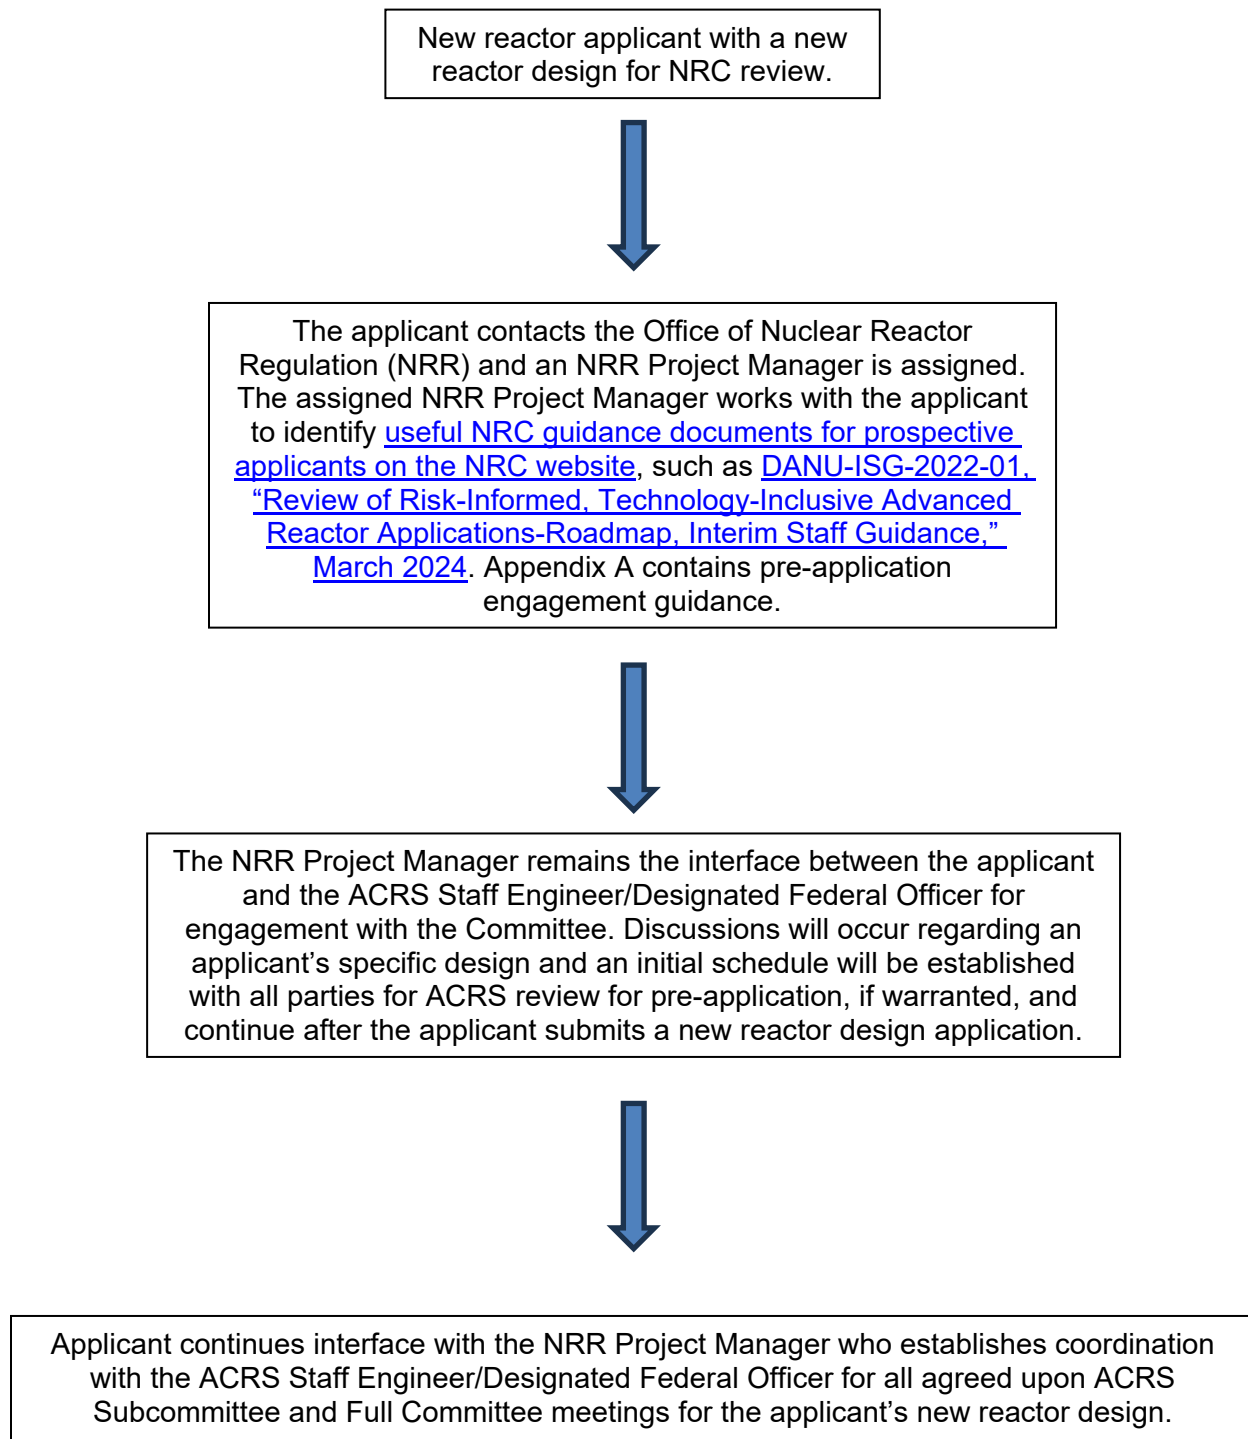 New reactor applicant with a new
reactor design for NRC review.
The applicant contacts the Office of Nuclear Reactor
Regulation (NRR) and an NRR Project Manager is assigned.
The assigned NRR Project Manager works with the applicant
to identify useful NRC guidance documents for prospective
applicants on the NRC website, such as DANU-ISG-2022-01,
“Review of Risk-Informed, Technology-Inclusive Advanced
Reactor Applications-Roadmap, Interim Staff Guidance,”
March 2024. Appendix A contains pre-application
engagement guidance.
The NRR Project Manager remains the interface between the applicant
and the ACRS Staff Engineer/Designated Federal Officer for
engagement with the Committee. Discussions will occur regarding an
applicant’s specific design and an initial schedule will be established
with all parties for ACRS review for pre-application, if warranted, and
continue after the applicant submits a new reactor design application.
Applicant continues interface with the NRR Project Manager who establishes coordination
with the ACRS Staff Engineer/Designated Federal Officer for all agreed upon ACRS
Subcommittee and Full Committee meetings for the applicant’s new reactor design.